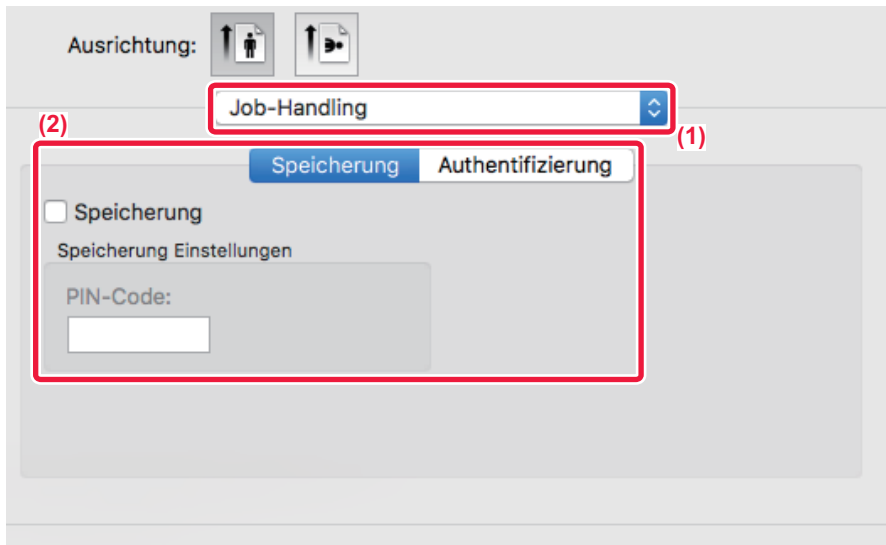 Ausrichtung:
Job-Handling
(1)
(2)
Speicherung Authentifizierung
Speicherung
Speicherung Einstellungen
PIN-Code: